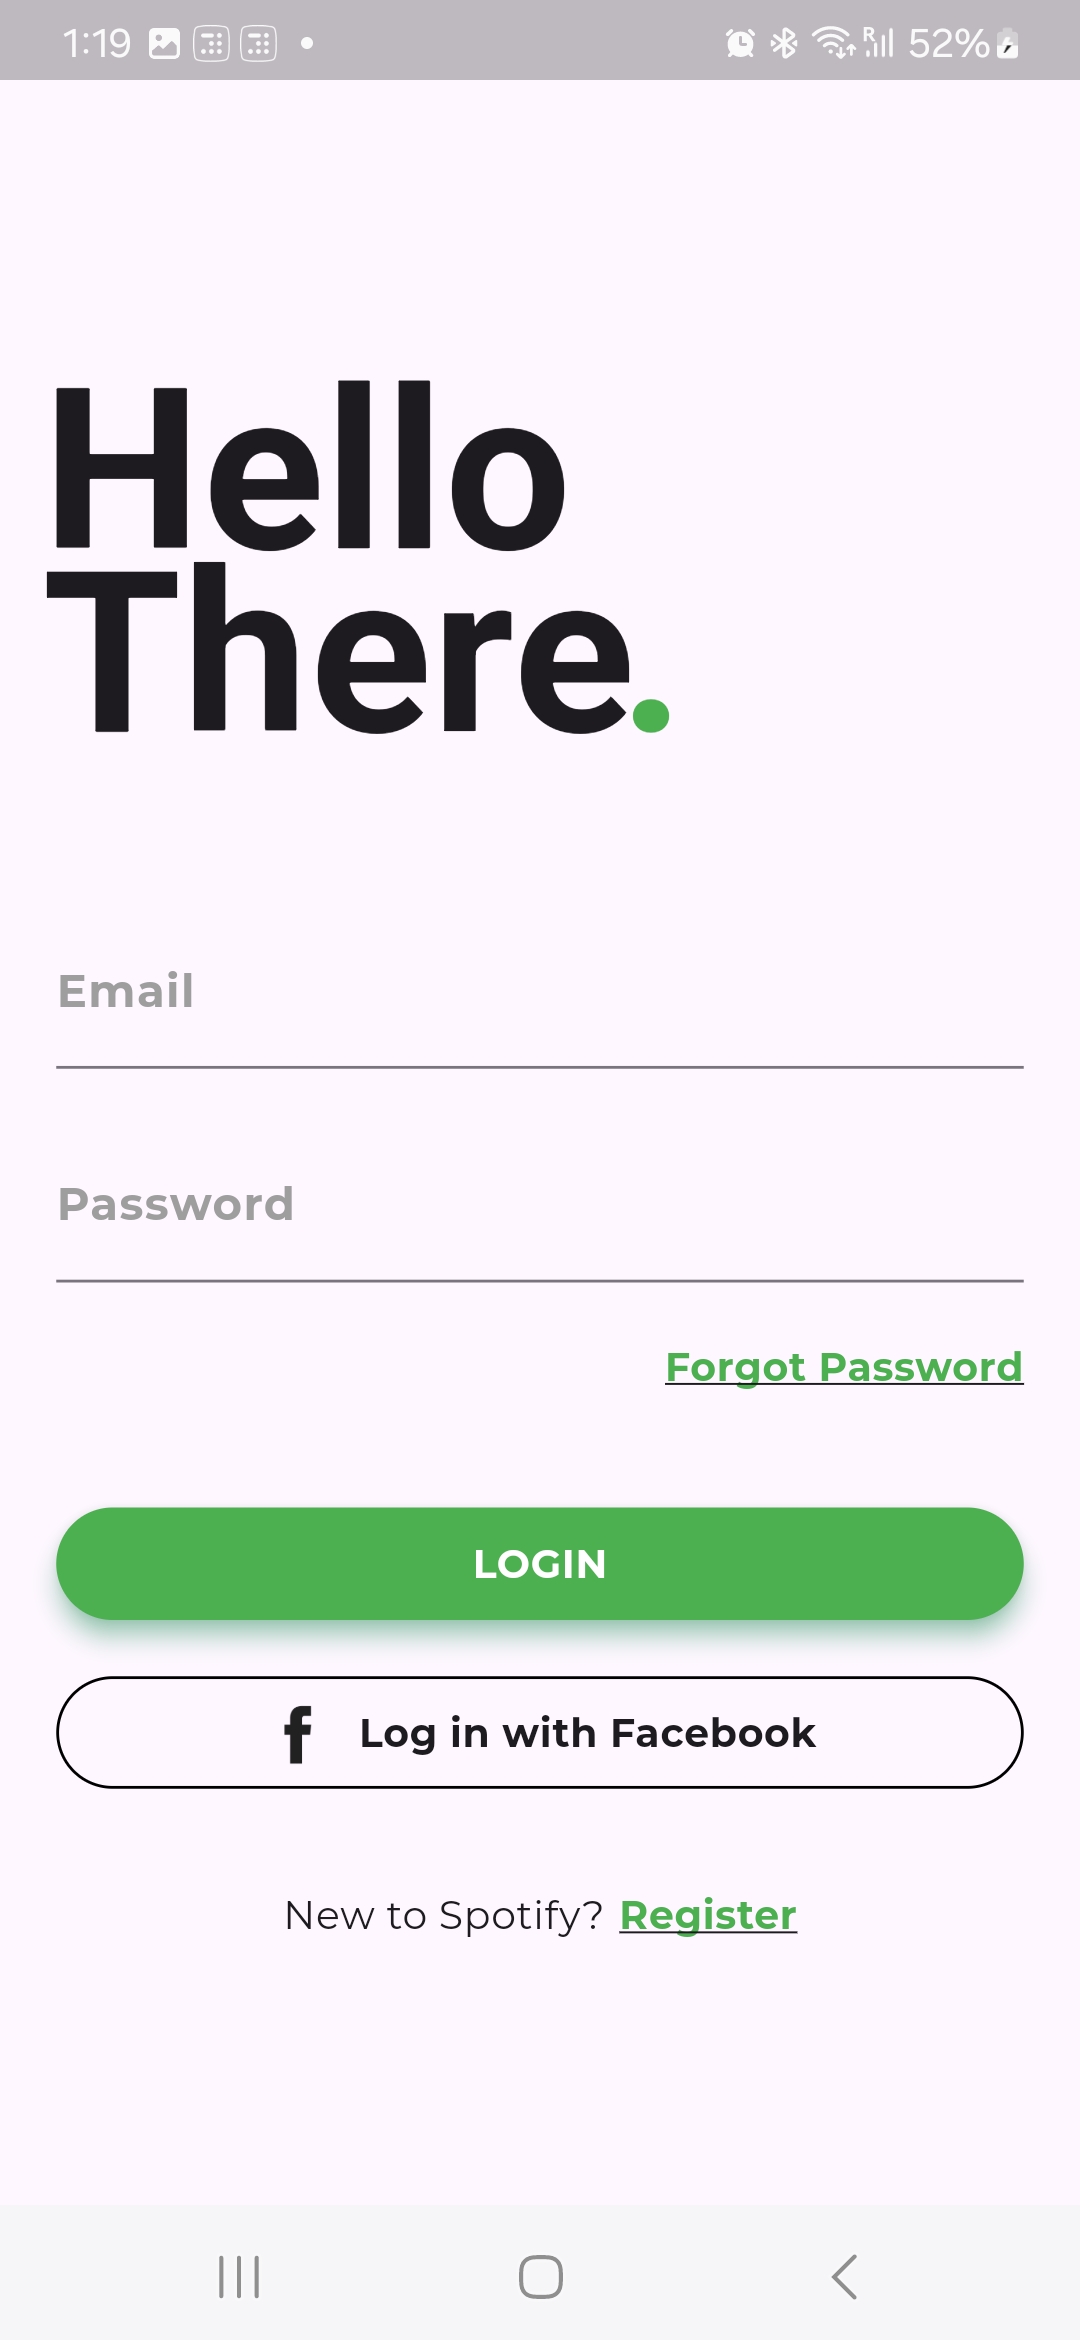 1:19 R 52%
Hello
There.
Email
Password
Forgot Password
LOGIN
f Log in with Facebook
New to Spotify? Register